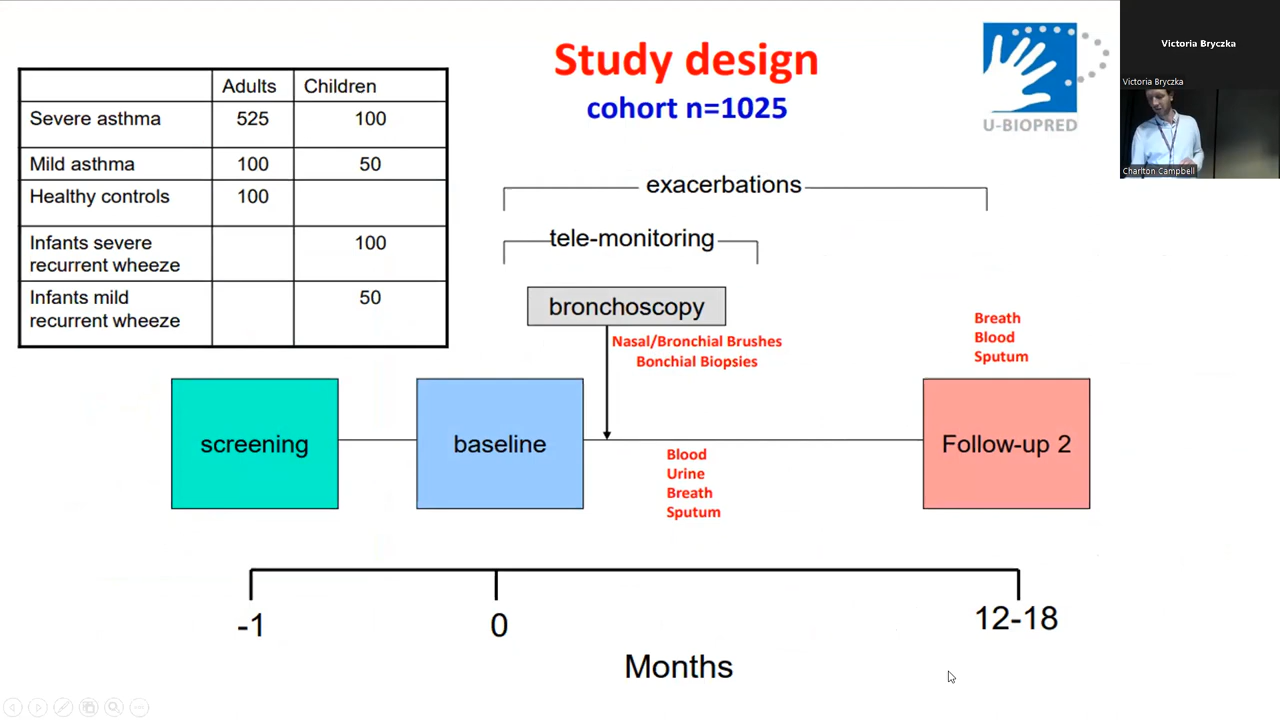 Study design
cohort n=1025
U-BIOPRED
Victoria Bryczka
Victoria Bryczka
Charlton Campbell
Adults Children
Severe asthma 525 100
Mild asthma 100 50
Healthy controls 100
Infants severe 100
recurrent wheeze
Infants mild 50
recurrent wheeze
exacerbations
tele-monitoring
bronchoscopy
Nasal/Bronchial Brushes
Bonchial Biopsies
Breath
Blood
Sputum
screening
baseline
Follow-up 2
Blood
Urine
Breath
Sputum
-1
0
12-18
Months